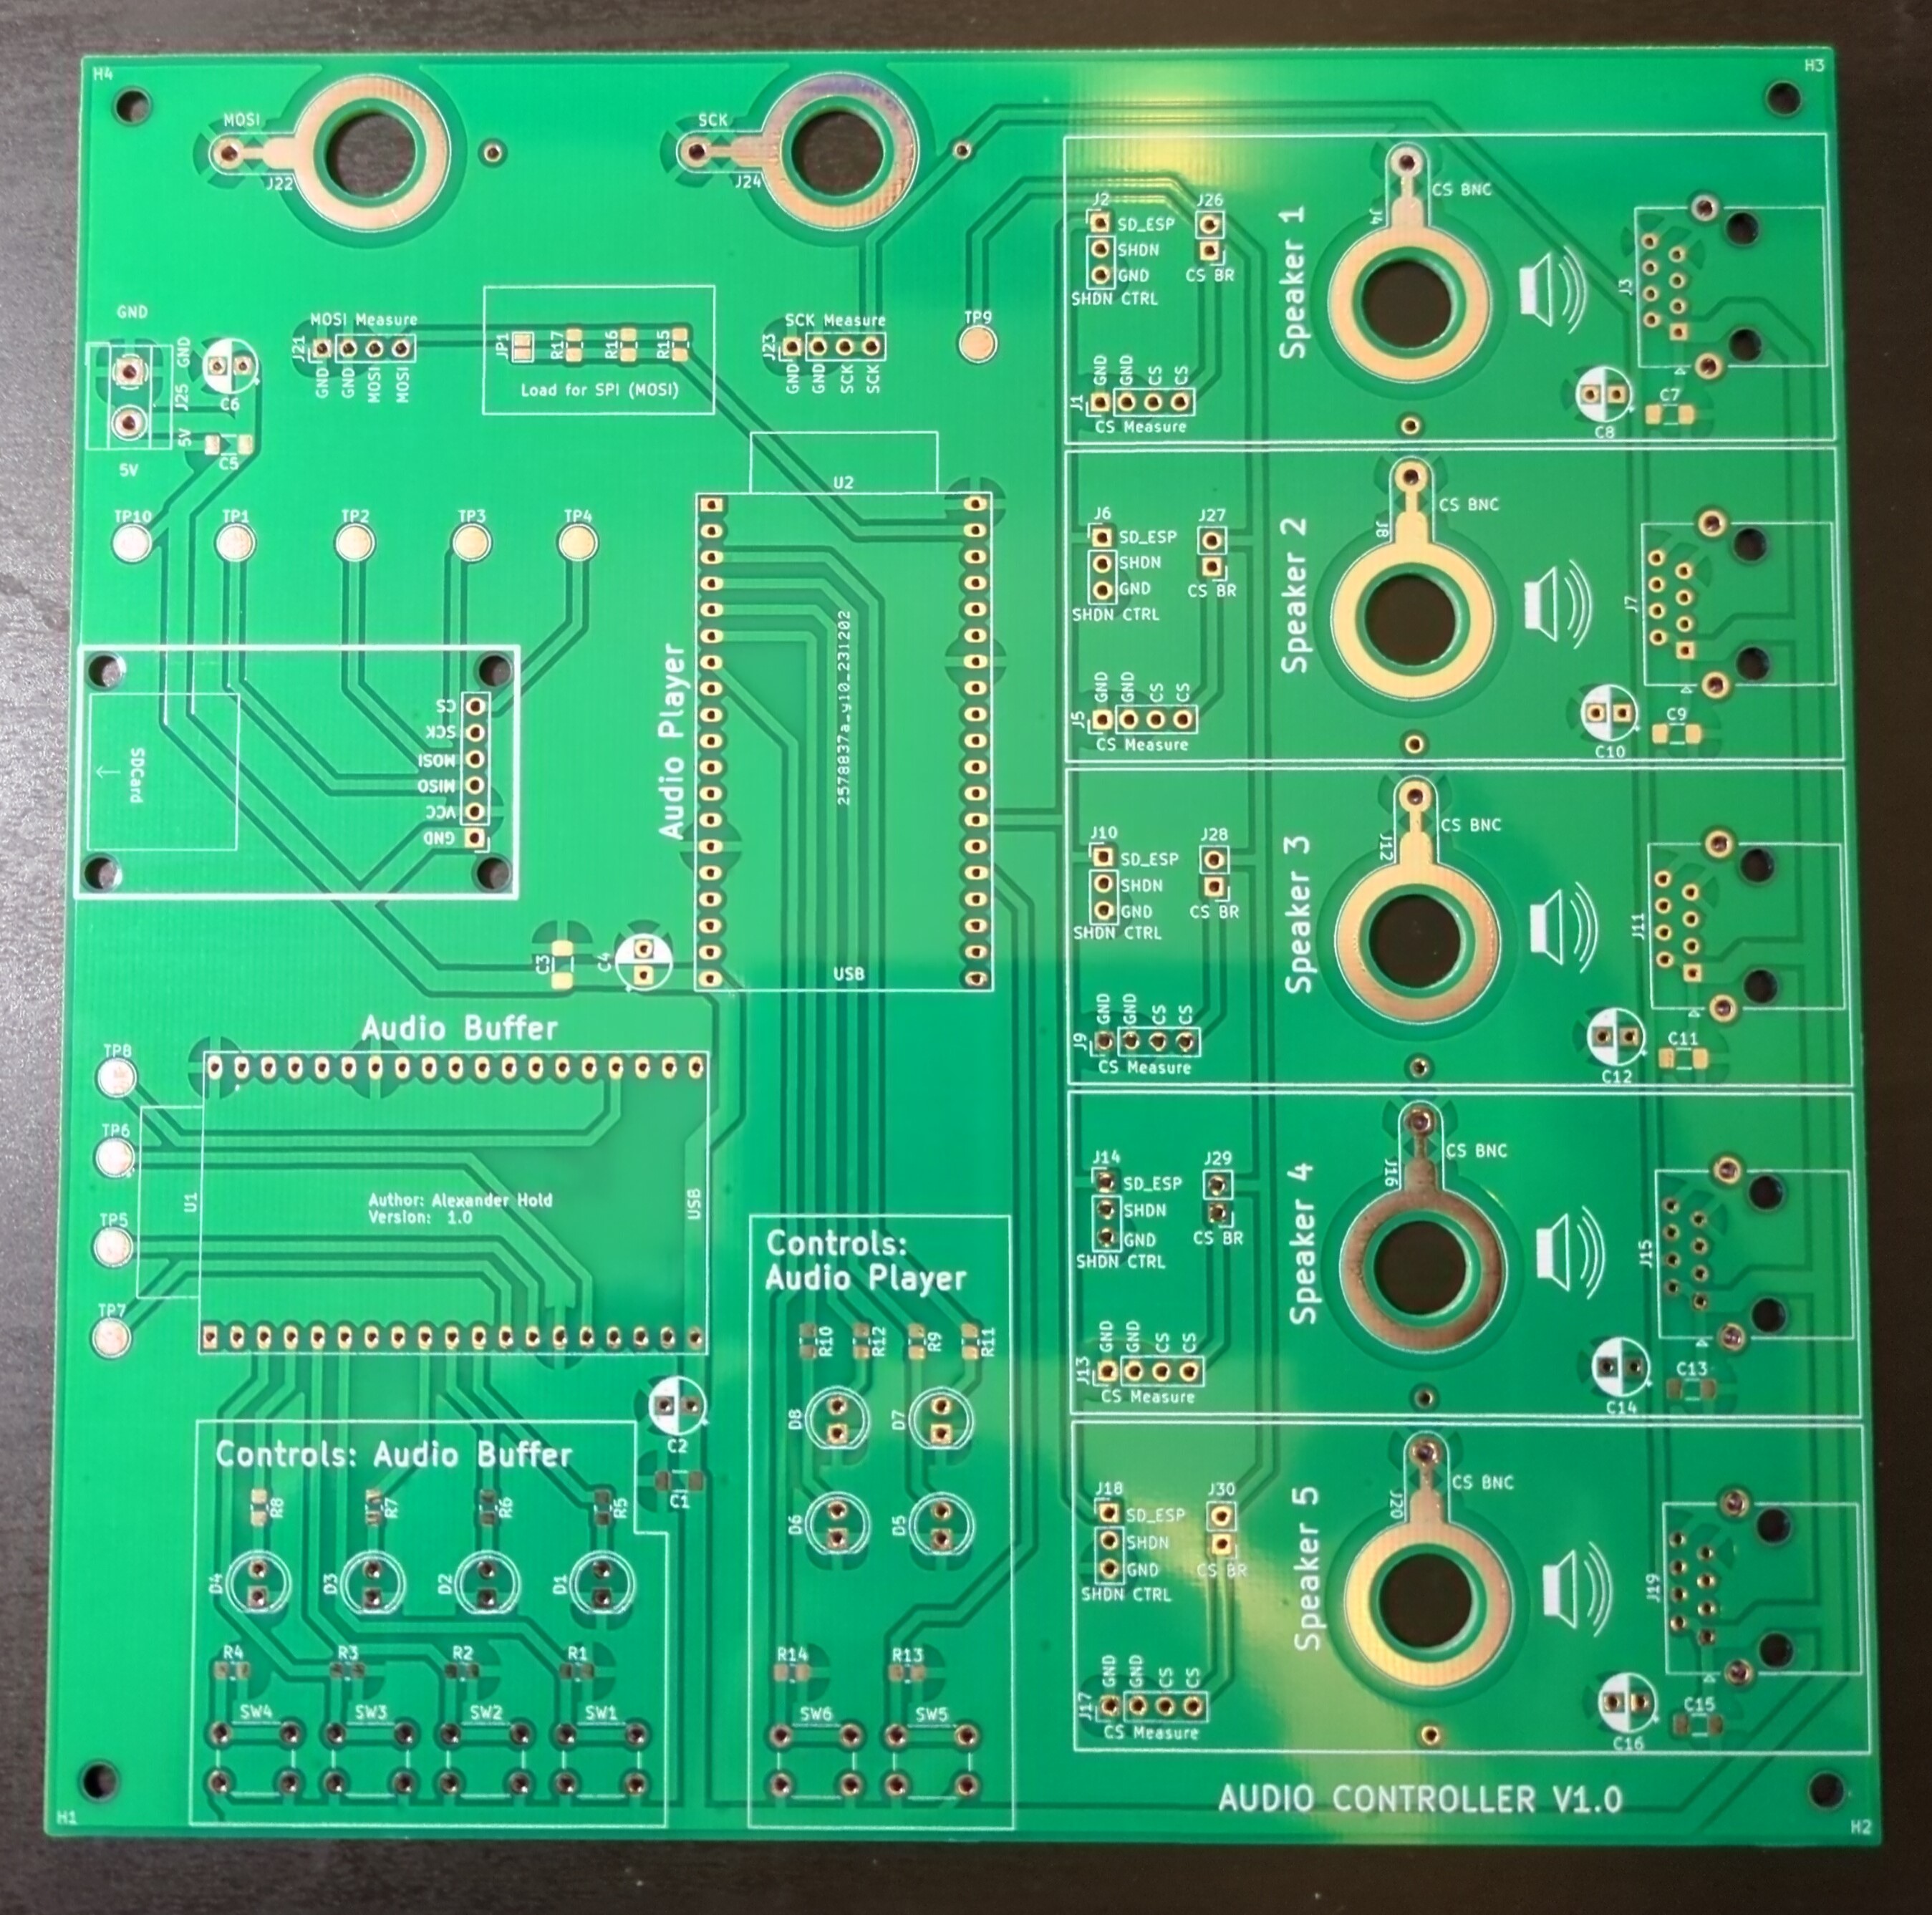 H4
H3
MOSI
J22
SCK
J24
GND
J25
GND
5V
5V
C6
C5
MOSI Measure
J21
GND
GND
MOSI
MOSI
JP1
R17
R16
R15
Load for SPI (MOSI)
SCK Measure
J23
GND
GND
SCK
SCK
TP9
TP10
TP1
TP2
TP3
TP4
SDCard
CS
SCK
MOSI
MISO
VCC
GND
U2
Audio Player
2578837a_y10_231202
USB
C3
C4
Audio Buffer
TP8
TP6
TP5
TP7
U1
Author: Alexander Hold
Version: 1.0
USB
C2
C1
Controls: Audio Buffer
R8
R7
R6
R5
D4
D3
D2
D1
R4
R3
R2
R1
SW4
SW3
SW2
SW1
Controls:
Audio Player
R10
R12
R9
R11
D8
D7
D6
D5
R14
R13
SW6
SW5
J2
SD_ESP
SHDN
GND
SHDN CTRL
J26
CS BR
Speaker 1
J4
CS BNC
J3
J1
GND
GND
CS
CS
CS Measure
C8
C7
J6
SD_ESP
SHDN
GND
SHDN CTRL
J27
CS BR
Speaker 2
J8
CS BNC
J7
J5
GND
GND
CS
CS
CS Measure
C10
C9
J10
SD_ESP
SHDN
GND
SHDN CTRL
J28
CS BR
Speaker 3
J12
CS BNC
J11
J9
GND
GND
CS
CS
CS Measure
C12
C11
J14
SD_ESP
SHDN
GND
SHDN CTRL
J29
CS BR
Speaker 4
J16
CS BNC
J15
J13
GND
GND
CS
CS
CS Measure
C14
C13
J18
SD_ESP
SHDN
GND
SHDN CTRL
J30
CS BR
Speaker 5
J20
CS BNC
J19
J17
GND
GND
CS
CS
CS Measure
C16
C15
AUDIO CONTROLLER V1.0
H1
H2